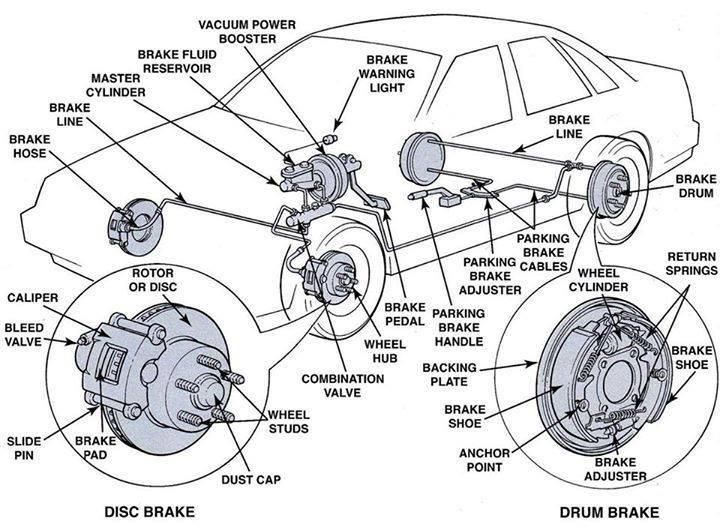 VACUUM POWER
BOOSTER
BRAKE FLUID
RESERVOIR
MASTER
CYLINDER
BRAKE
LINE
BRAKE
HOSE
BRAKE
WARNING
LIGHT
BRAKE
LINE
BRAKE
DRUM
PARKING
BRAKE
CABLES
PARKING
BRAKE
ADJUSTER
PARKING
BRAKE
HANDLE
BRAKE
PEDAL
WHEEL
HUB
COMBINATION
VALVE
ROTOR
OR DISC
CALIPER
BLEED
VALVE
SLIDE
PIN
BRAKE
PAD
WHEEL
STUDS
DUST CAP
DISC BRAKE
RETURN
SPRINGS
WHEEL
CYLINDER
BACKING
PLATE
BRAKE
SHOE
BRAKE
SHOE
ANCHOR
POINT
BRAKE
ADJUSTER
DRUM BRAKE